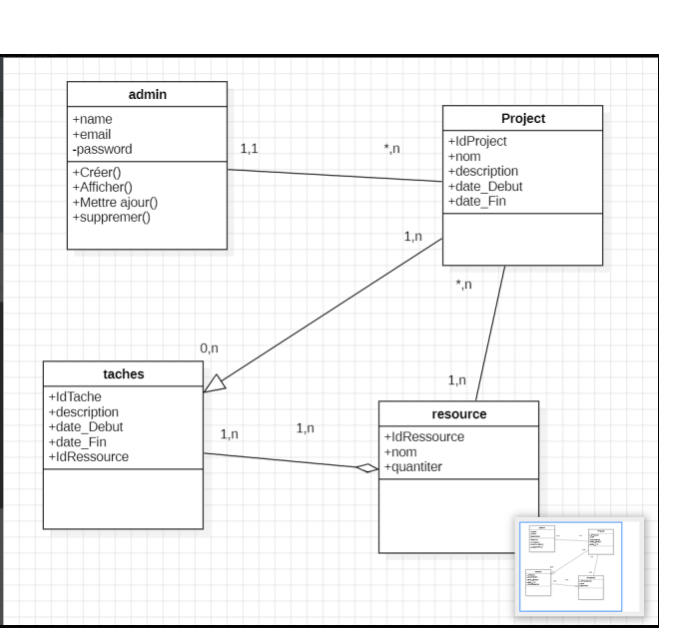 admin
+name
+email
-password
+Créer()
+Afficher()
+Mettre ajour()
+suppremer()
1,1
*,n
Project
+IdProject
+nom
+description
+date_Debut
+date_Fin
1,n
*,n
0,n
1,n
taches
+IdTache
+description
+date_Debut
+date_Fin
+IdRessource
1,n
1,n
resource
+IdRessource
+nom
+quantiter